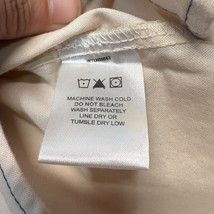 MACHINE WASH COLD
DO NOT BLEACH
WASH SEPARATELY
LINE DRY OR
TUMBLE DRY LOW